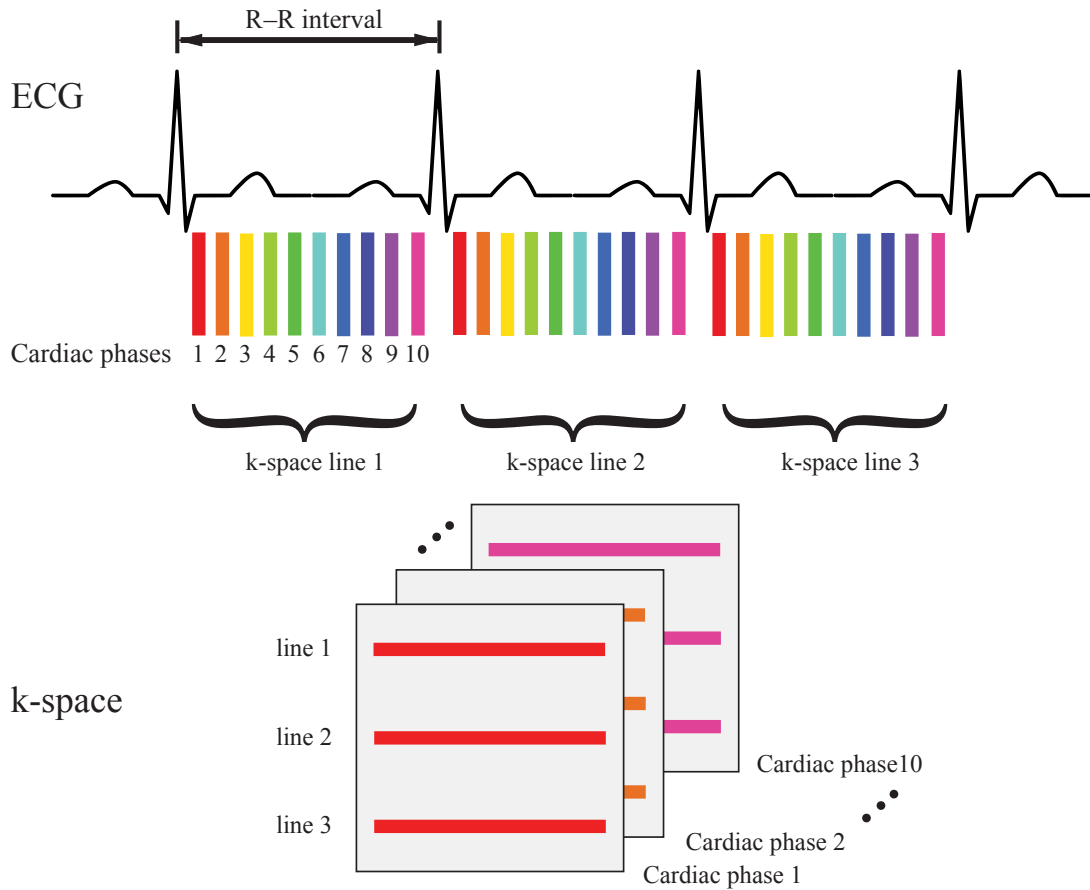 R–R interval
ECG
Cardiac phases 1 2 3 4 5 6 7 8 9 10
k-space line 1 k-space line 2 k-space line 3
line 1
k-space
line 2
Cardiac phase10
line 3
Cardiac phase 2
Cardiac phase 1